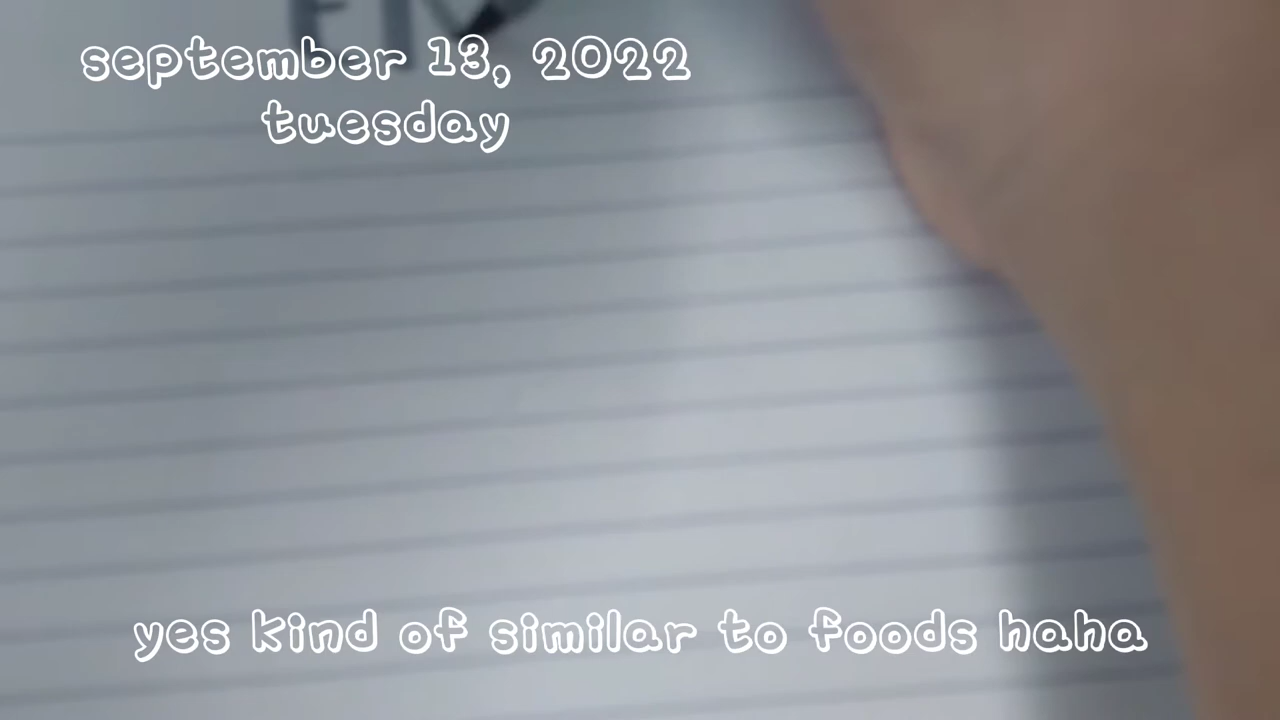 september 13, 2022
tuesday
yes kind of similar to foods haha